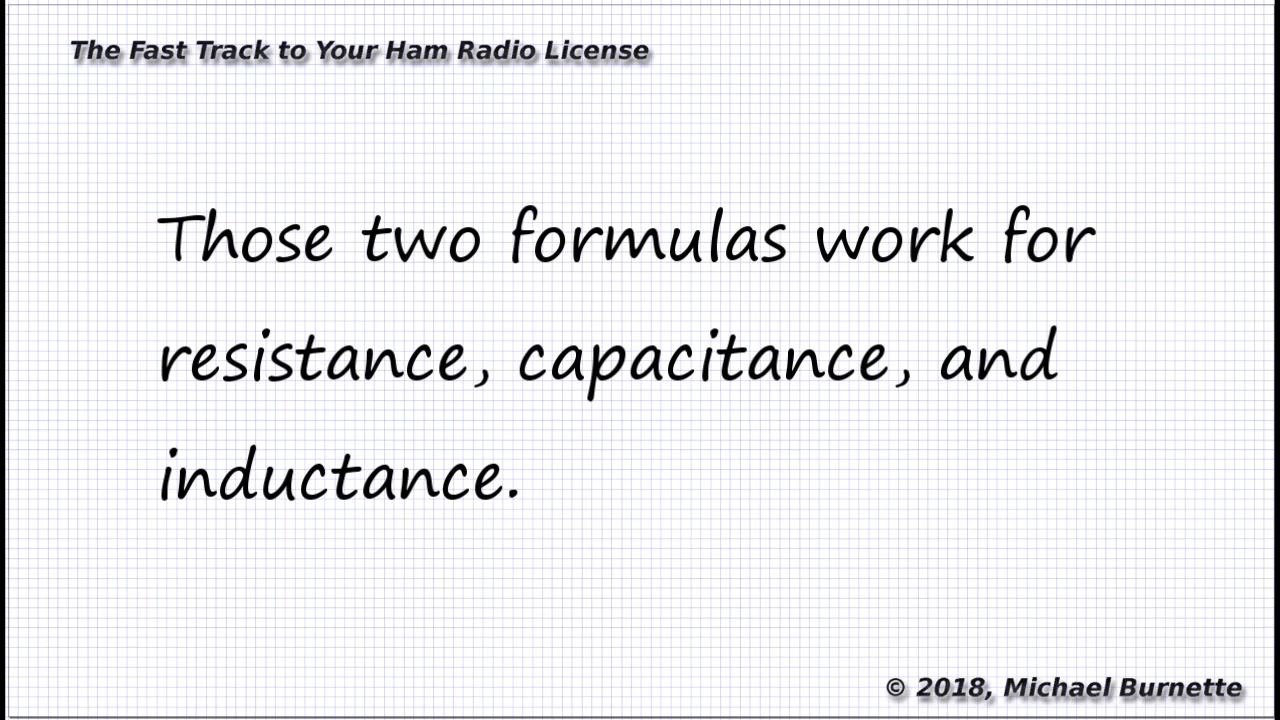 The Fast Track to Your Ham Radio License
Those two formulas work for
resistance, capacitance, and
inductance.
© 2018, Michael Burnette